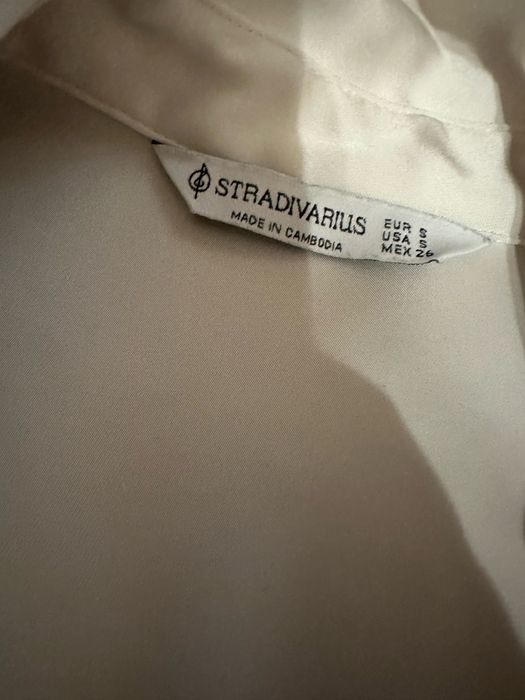 STRADIVARIUS
MADE IN CAMBODIA
EUR S
USA S
MEX 26